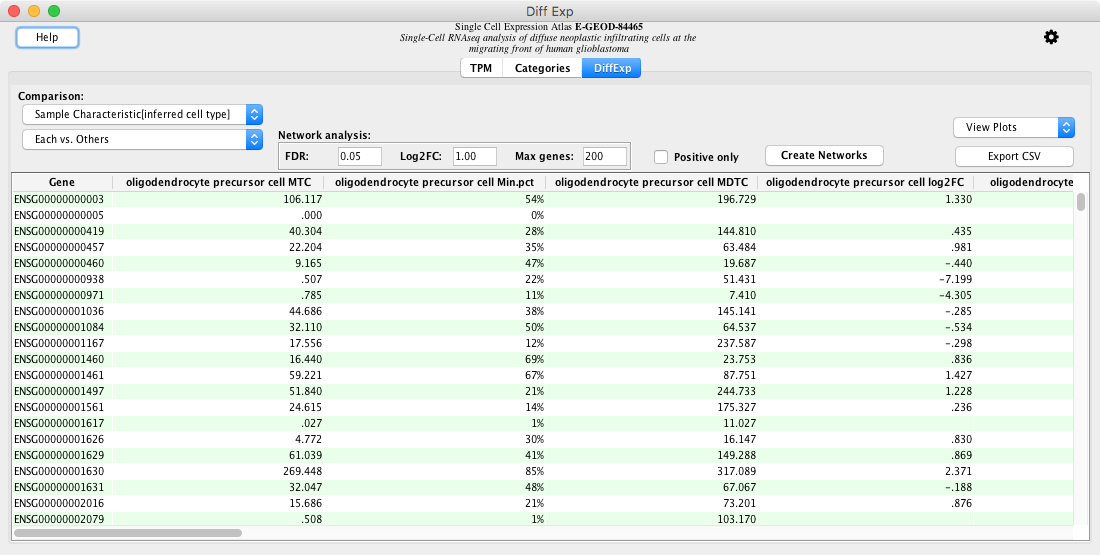 Diff Exp
Help
Single Cell Expression Atlas E-GEOD-84465
Single-Cell RNAseq analysis of diffuse neoplastic infiltrating cells at the
migrating front of human glioblastoma
TPM Categories DiffExp
Comparison:
Sample Characteristic[inferred cell type]
Each vs. Others
Network analysis:
FDR: 0.05 Log2FC: 1.00 Max genes: 200 Positive only Create Networks
View Plots
Export CSV
Gene oligodendrocyte precursor cell MTC oligodendrocyte precursor cell Min.pct oligodendrocyte precursor cell MDTC oligodendrocyte precursor cell log2FC oligodendrocyte
ENSG00000000003 106.117 54% 196.729 1.330
ENSG00000000005 .000 0%
ENSG00000000419 40.304 28% 144.810 .435
ENSG00000000457 22.204 35% 63.484 .981
ENSG00000000460 9.165 47% 19.687 -.440
ENSG00000000938 .507 22% 51.431 -7.199
ENSG00000000971 .785 11% 7.410 -4.305
ENSG00000001036 44.686 38% 145.141 -.285
ENSG00000001084 32.110 50% 64.537 -.534
ENSG00000001167 17.556 12% 237.587 -.298
ENSG00000001460 16.440 69% 23.753 .836
ENSG00000001461 59.221 67% 87.751 1.427
ENSG00000001497 51.840 21% 244.733 1.228
ENSG00000001561 24.615 14% 175.327 .236
ENSG00000001617 .027 1% 11.027
ENSG00000001626 4.772 30% 16.147 .830
ENSG00000001629 61.039 41% 149.288 .869
ENSG00000001630 269.448 85% 317.089 2.371
ENSG00000001631 32.047 48% 67.067 -.188
ENSG00000002016 15.686 21% 73.201 .876
ENSG00000002079 .508 1% 103.170